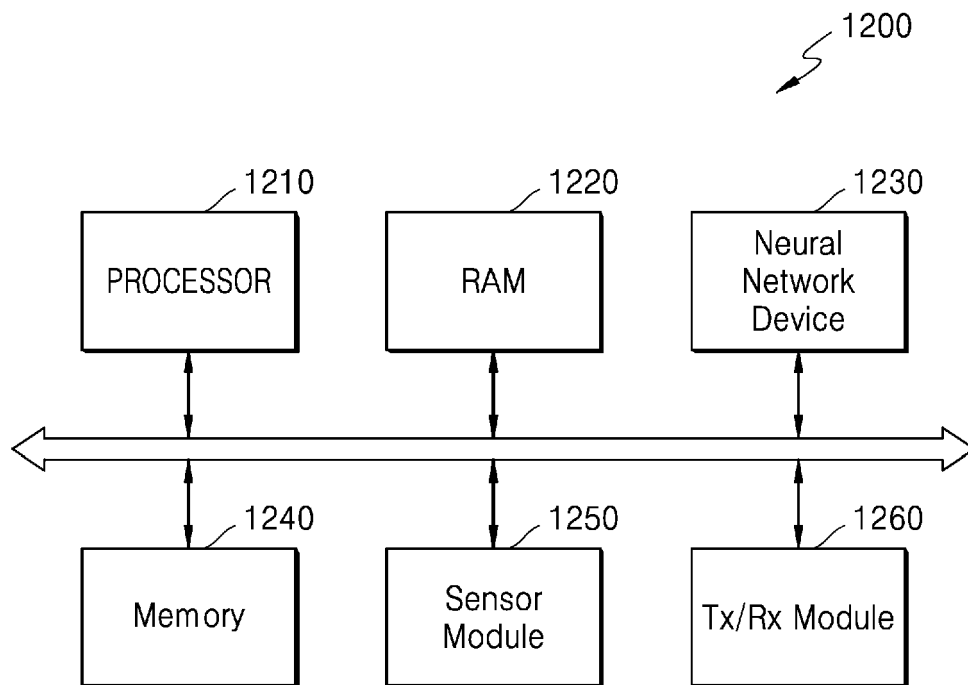 1200
1210
1220
1230
PROCESSOR
RAM
Neural
Network
Device
1240
1250
1260
Memory
Sensor
Module
Tx/Rx Module